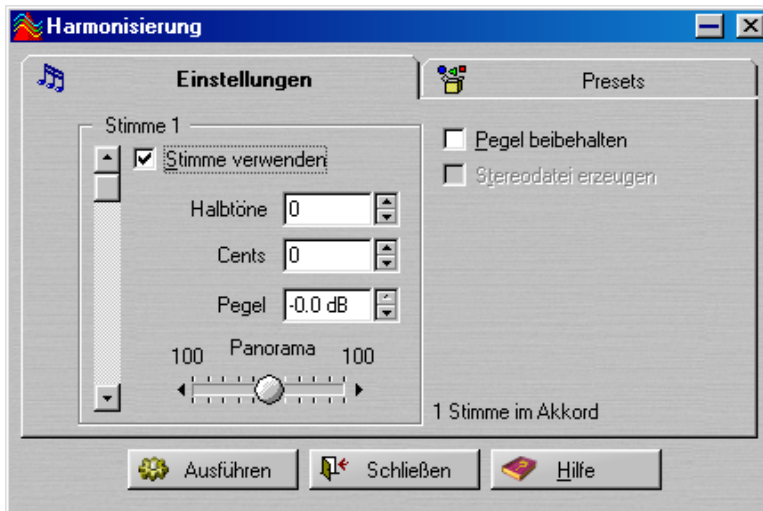 Harmonisierung
Einstellungen
Presets
Stimme 1
Stimme verwenden
Halbtöne 0
Cents 0
Pegel -0.0 dB
100 Panorama 100
Pegel beibehalten
Stereodatei erzeugen
1 Stimme im Akkord
Ausführen
Schließen
Hilfe